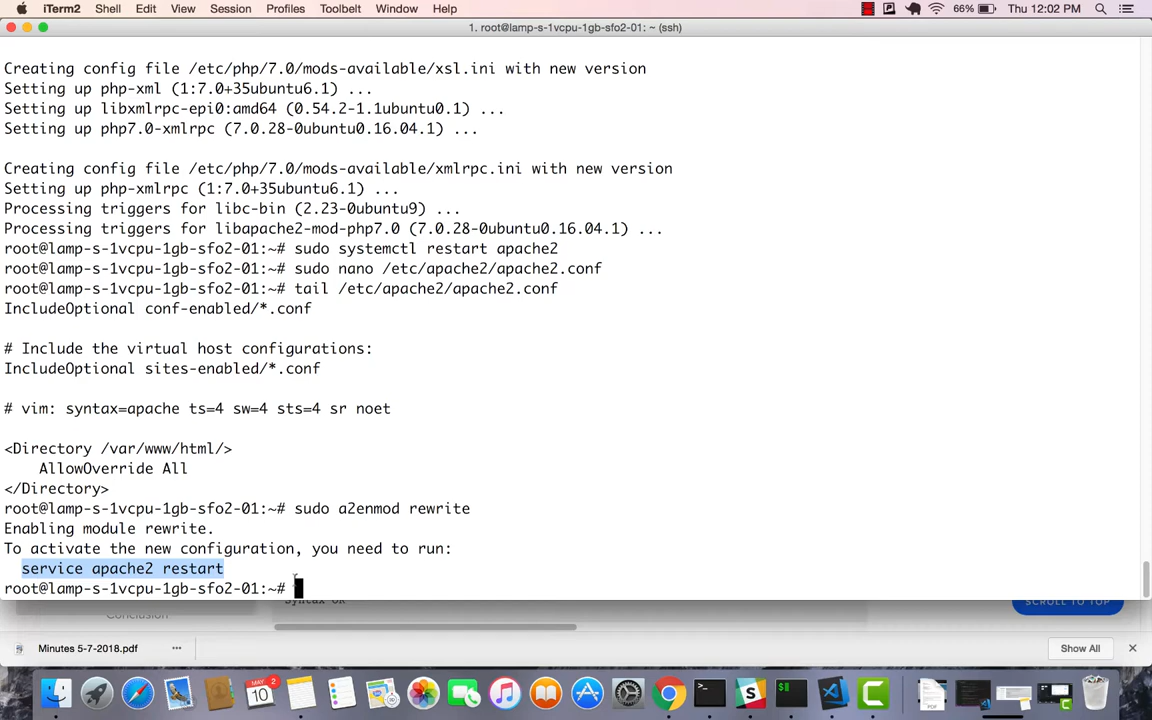 iTerm2 Shell Edit View Session Profiles Toolbelt Window Help 66% Thu 12:02 PM
1. root@lamp-s-1vcpu-1gb-sfo2-01: ~ (ssh)
Creating config file /etc/php/7.0/mods-available/xsl.ini with new version
Setting up php-xml (1:7.0+35ubuntu6.1) ...
Setting up libxmlrpc-epi0:amd64 (0.54.2-1.1ubuntu0.1) ...
Setting up php7.0-xmlrpc (7.0.28-0ubuntu0.16.04.1) ...
Creating config file /etc/php/7.0/mods-available/xmlrpc.ini with new version
Setting up php-xmlrpc (1:7.0+35ubuntu6.1) ...
Processing triggers for libc-bin (2.23-0ubuntu9) ...
Processing triggers for libapache2-mod-php7.0 (7.0.28-0ubuntu0.16.04.1) ...
root@lamp-s-1vcpu-1gb-sfo2-01:~# sudo systemctl restart apache2
root@lamp-s-1vcpu-1gb-sfo2-01:~# sudo nano /etc/apache2/apache2.conf
root@lamp-s-1vcpu-1gb-sfo2-01:~# tail /etc/apache2/apache2.conf
IncludeOptional conf-enabled/*.conf
# Include the virtual host configurations:
IncludeOptional sites-enabled/*.conf
# vim: syntax=apache ts=4 sw=4 sts=4 sr noet
<Directory /var/www/html/>
    AllowOverride All
</Directory>
root@lamp-s-1vcpu-1gb-sfo2-01:~# sudo a2enmod rewrite
Enabling module rewrite.
To activate the new configuration, you need to run:
  service apache2 restart
root@lamp-s-1vcpu-1gb-sfo2-01:~#
Conclusion
SCROLL TO TOP
Minutes 5-7-2018.pdf
Show All
MAY
10
2